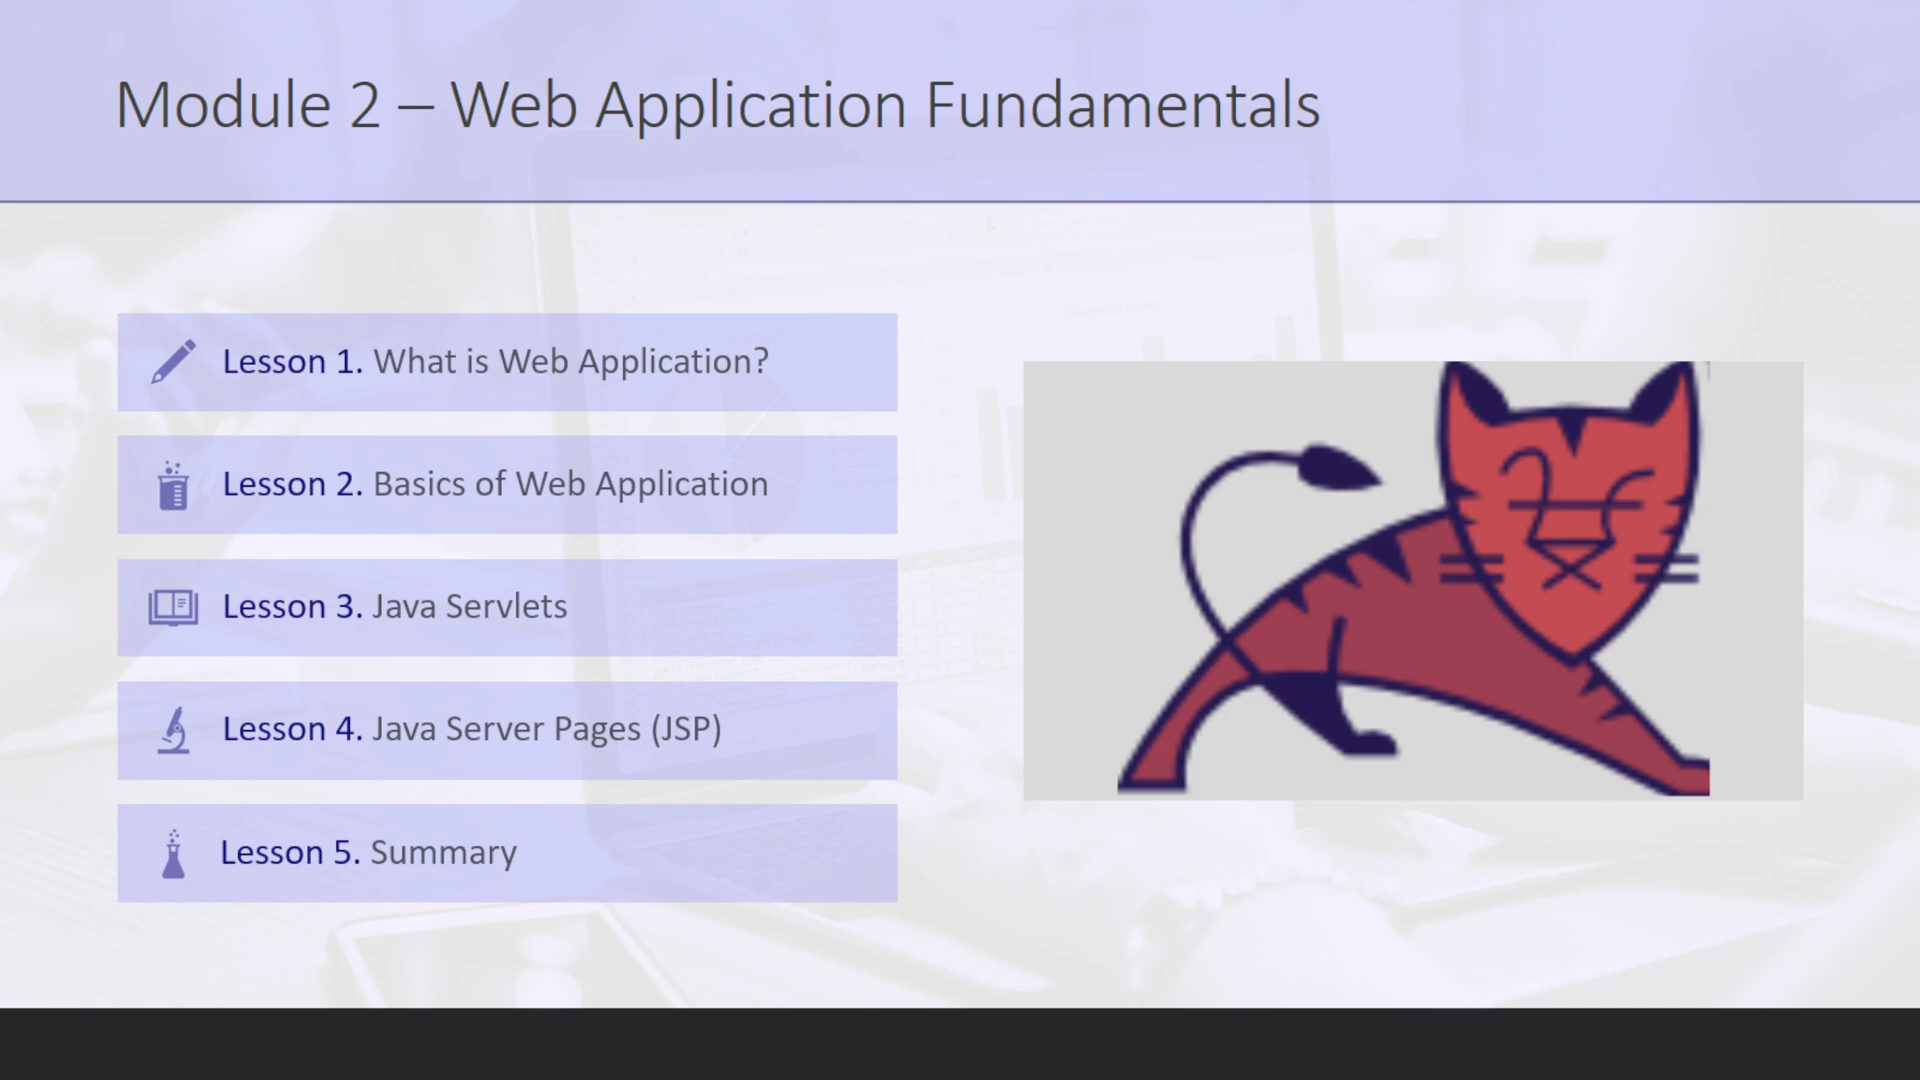 Module 2 – Web Application Fundamentals
Lesson 1. What is Web Application?
Lesson 2. Basics of Web Application
Lesson 3. Java Servlets
Lesson 4. Java Server Pages (JSP)
Lesson 5. Summary